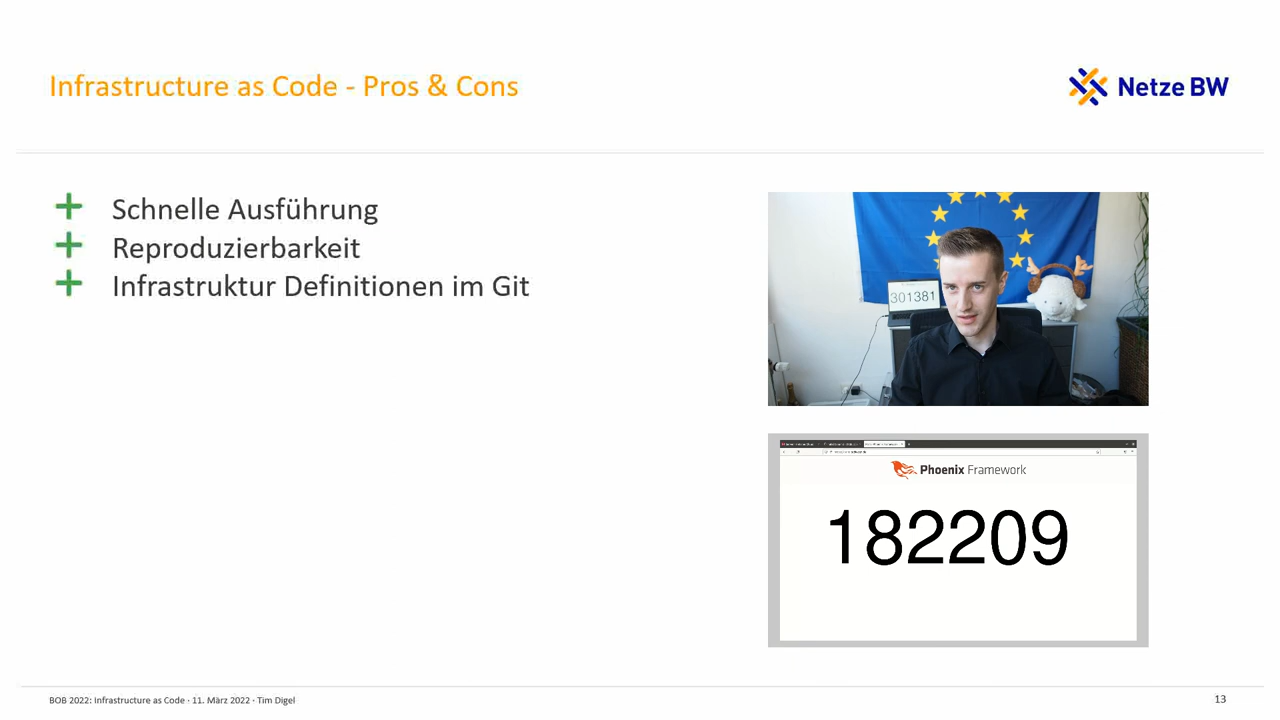 Infrastructure as Code - Pros & Cons
Netze BW
Schnelle Ausführung
Reproduzierbarkeit
Infrastruktur Definitionen im Git
301381
Phoenix Framework
182209
BOB 2022: Infrastructure as Code · 11. März 2022 · Tim Digel
13